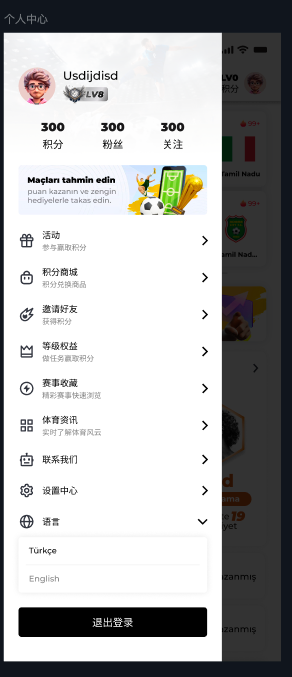 个人中心
Usdijdisd
LV8
300 300 300
积分 粉丝 关注
Maçları tahmin edin
puan kazanın ve zengin
hediyelerle takas edin.
活动
参与赢取积分
积分商城
积分兑换商品
邀请好友
获得积分
等级权益
做任务赢取积分
赛事收藏
精彩赛事快速浏览
体育资讯
实时了解体育风云
联系我们
设置中心
语言
Türkçe
English
退出登录
LV0
积分
99+
Tamil Nadu
99+
Tamil Nad...
19